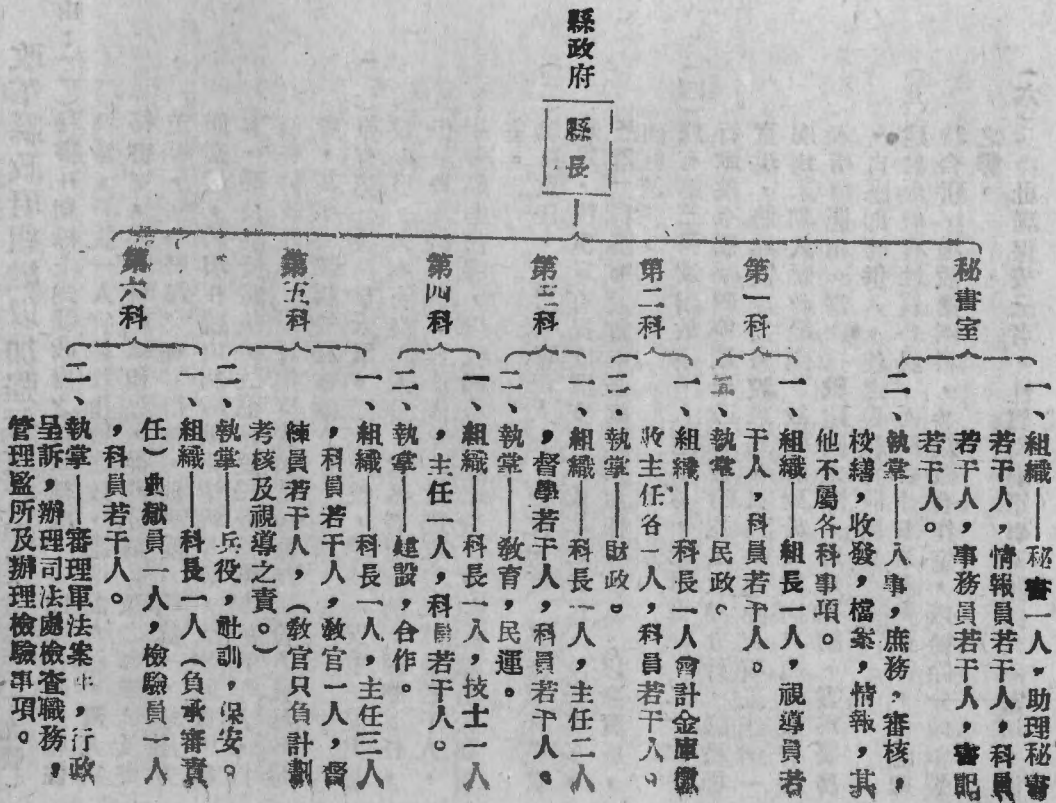 縣政府
縣長
秘書室
一、組織——秘書一人，助理秘書
若干人，情報員若干人，科員
若干人，事務員若干人，書記
若干人。
二、執掌——人事，庶務，審核，
校繕，收發，檔案，情報，其
他不屬各科事項。
第一科
一、組織——組長一人，視導員若
干人，科員若干人。
執掌——民政。
第二科
一、組織——科長一人會計金庫徵
收主任各一人，科員若干人。
二．執掌——財政。
第三科
一、組織——科長一人，主任二人
，督學若干人，科員若干人。
二、執掌——教育，民運。
第四科
一、組織——科長一人，技士一人
，主任一人，科員若干人。
二、執掌——建設，合作。
第五科
一、組織——科長一人，主任三人
，科員若干人，教官一人，督
練員若干人，（教官只負計劃
考核及視導之責。）
二、執掌——兵役，社訓，保安。
第六科
一、組織——科長一人（負承審責
任）典獄員一人，檢驗員一人
，科員若干人。
二、執掌——審理軍法案件，行政
呈訴，辦理司法處檢查職務，
管理監所及辦理檢驗事項。